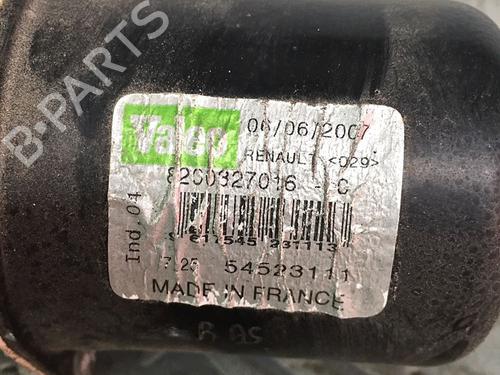 B-PARTS
Valeo
06/06/2007
RENAULT <029>
8200327016 - C
Ind. 04
54523111
MADE IN FRANCE